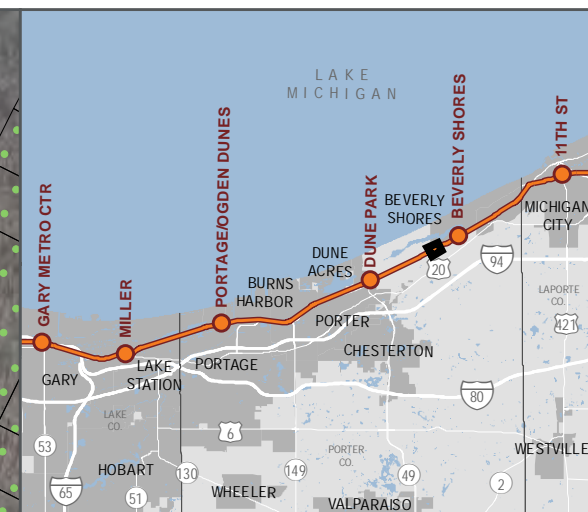 LAKE
MICHIGAN
GARY METRO CTR
MILLER
PORTAGE/OGDEN DUNES
DUNE PARK
BEVERLY SHORES
11TH ST
BEVERLY
SHORES
MICHIGAN
CITY
DUNE
ACRES
20
94
BURNS
HARBOR
LAPORTE
CO.
421
PORTER
CHESTERTON
LAKE
STATION
PORTAGE
GARY
80
LAKE
CO.
6
53
PORTER
CO.
WESTVILLE
HOBART
130
149
49
2
65
51
WHEELER
VALPARAISO